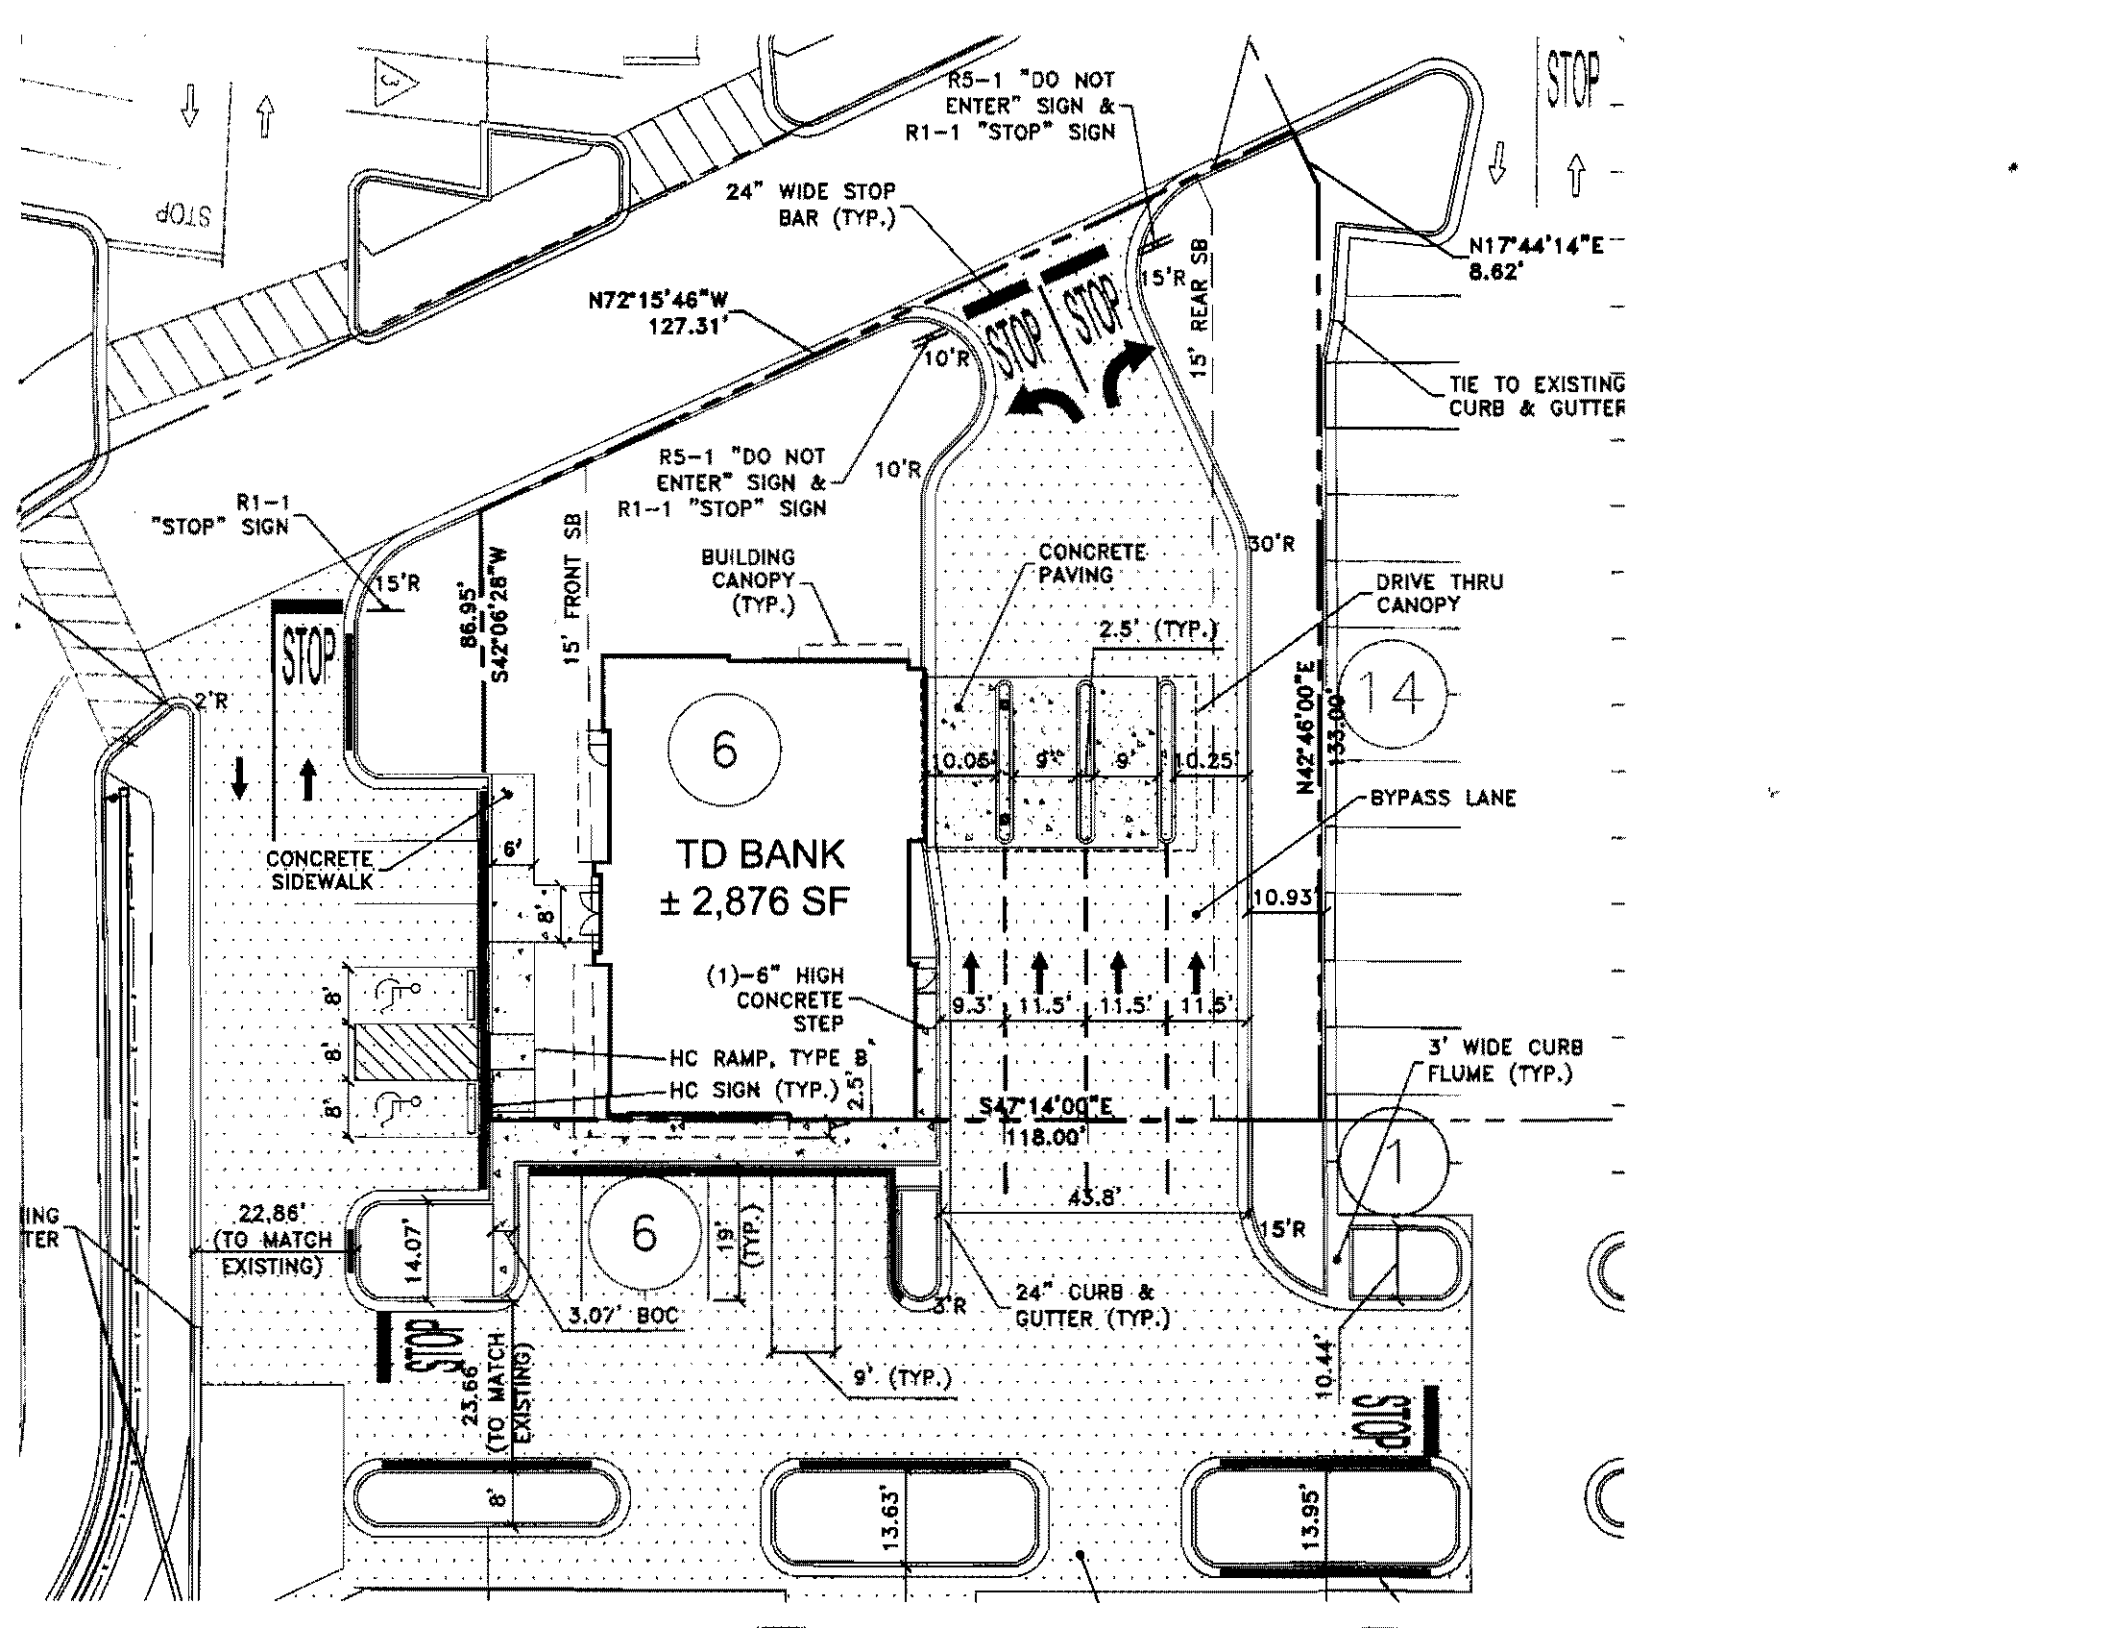 3
STOP
R5-1 "DO NOT
ENTER" SIGN &
R1-1 "STOP" SIGN
STOP
24" WIDE STOP
BAR (TYP.)
N17°44'14"E
8.62'
N72°15'46"W
127.31'
15'R
15' REAR SB
STOP
STOP
10'R
TIE TO EXISTING
CURB & GUTTER
R5-1 "DO NOT
ENTER" SIGN &
R1-1 "STOP" SIGN
10'R
R1-1
"STOP" SIGN
15'R
86.95'
S42°06'28"W
15' FRONT SB
BUILDING
CANOPY
(TYP.)
CONCRETE
PAVING
30'R
DRIVE THRU
CANOPY
2.5' (TYP.)
STOP
2'R
6
14
N42°46'00"E
133.00'
10.06'
9'
9'
10.25'
BYPASS LANE
CONCRETE
SIDEWALK
6'
8'
TD BANK
± 2,876 SF
10.93'
(1)-6" HIGH
CONCRETE
STEP
9.3'
11.5'
11.5'
11.5'
8'
8'
8'
HC RAMP, TYPE B
HC SIGN (TYP.)
2.5'
3' WIDE CURB
FLUME (TYP.)
S47°14'00"E
118.00'
1
43.8'
ING
TER
22.86'
(TO MATCH
EXISTING)
14.07'
6
19'
(TYP.)
15'R
3'R
3.07' BOC
24" CURB &
GUTTER (TYP.)
STOP
23.66
(TO MATCH
EXISTING)
9' (TYP.)
10.44'
STOP
8'
13.63'
13.95'